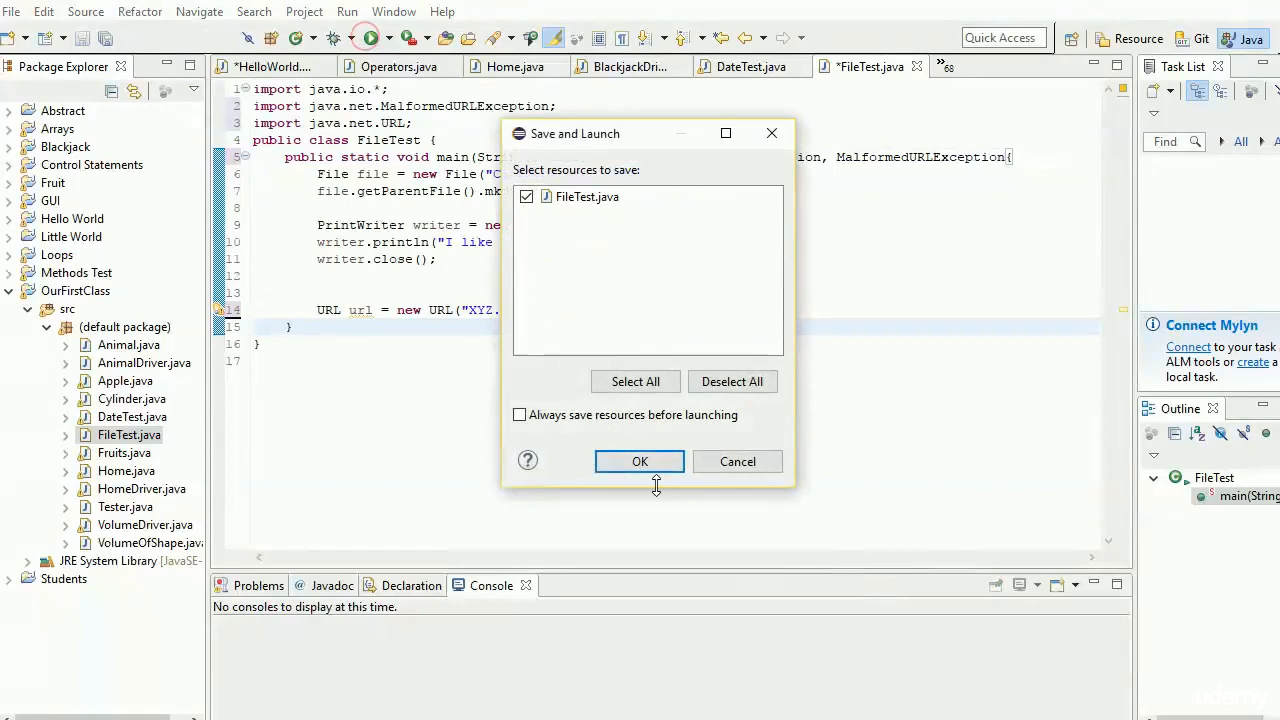 File Edit Source Refactor Navigate Search Project Run Window Help
Quick Access
Resource Git Java
Package Explorer
*HelloWorld.... Operators.java Home.java BlackjackDri... DateTest.java *FileTest.java »68
Task List
Abstract
Arrays
Blackjack
Control Statements
Fruit
GUI
Hello World
Little World
Loops
Methods Test
OurFirstClass
src
(default package)
Animal.java
AnimalDriver.java
Apple.java
Cylinder.java
DateTest.java
FileTest.java
Fruits.java
Home.java
HomeDriver.java
Tester.java
VolumeDriver.java
VolumeOfShape.java
JRE System Library [JavaSE-
Students
1 import java.io.*;
2 import java.net.MalformedURLException;
3 import java.net.URL;
4 public class FileTest {
5 public static void main(Stri on, MalformedURLException{
6 File file = new File("C
7 file.getParentFile().mk
8
9 PrintWriter writer = ne
10 writer.println("I like
11 writer.close();
12
13
14 URL url = new URL("XYZ.
15 }
16 }
17
Save and Launch
Select resources to save:
FileTest.java
Select All Deselect All
Always save resources before launching
OK Cancel
Find All
Connect Mylyn
Connect to your task
ALM tools or create a
local task.
Outline
FileTest
main(String
Problems @ Javadoc Declaration Console
No consoles to display at this time.
udemy